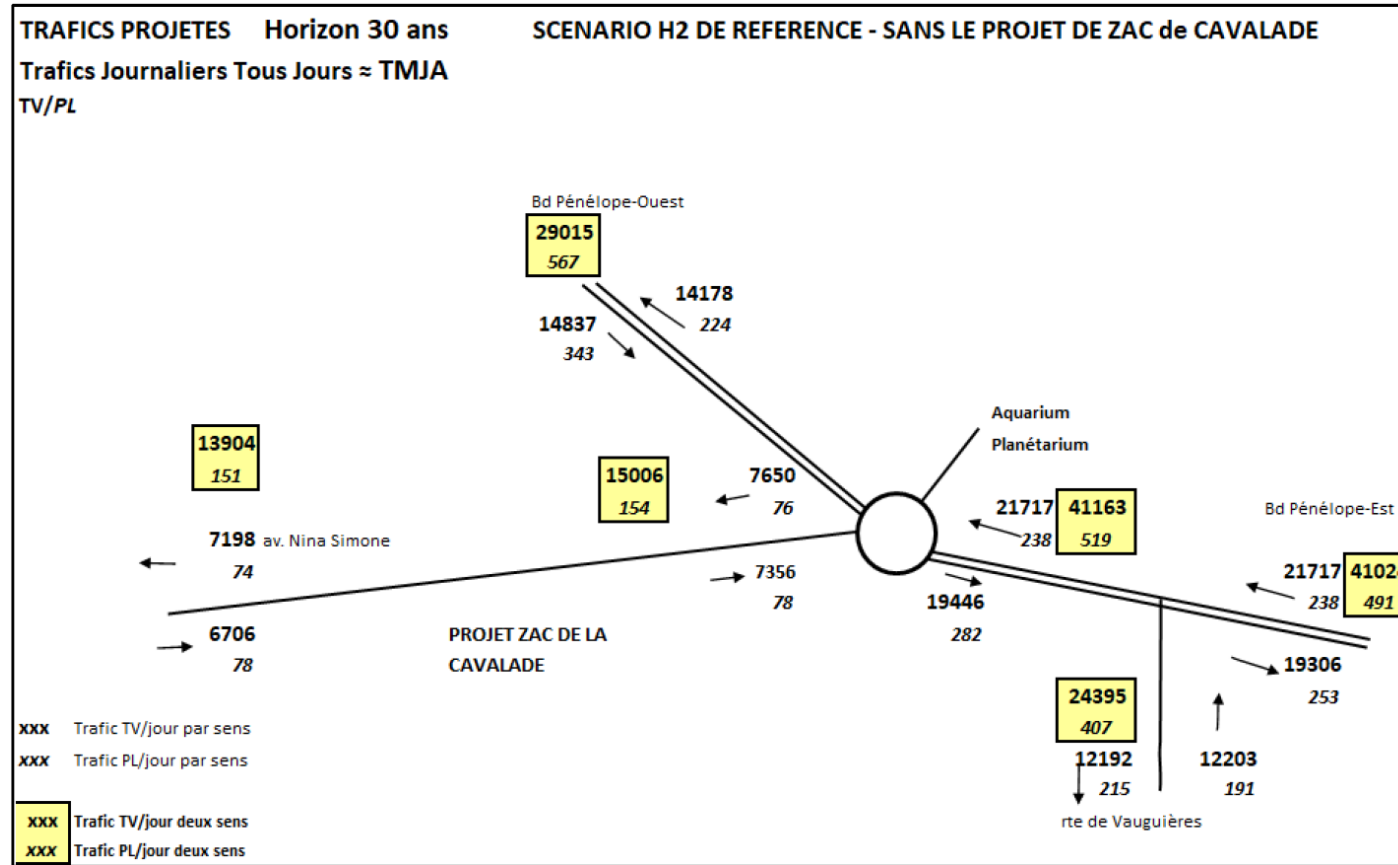 TRAFICS PROJETES Horizon 30 ans SCENARIO H2 DE REFERENCE - SANS LE PROJET DE ZAC de CAVALADE
Trafics Journaliers Tous Jours ≈ TMJA
TV/PL
Bd Pénélope-Ouest
29015
567
14178
224
14837
343
Aquarium
Planétarium
13904
151
15006
154
7650
76
21717
238
41163
519
Bd Pénélope-Est
7198 av. Nina Simone
74
7356
78
19446
282
21717
238
491
6706
78
PROJET ZAC DE LA
CAVALADE
19306
253
24395
407
12192
215
12203
191
rte de Vauguières
xxx Trafic TV/jour par sens
xxx Trafic PL/jour par sens
xxx Trafic TV/jour deux sens
xxx Trafic PL/jour deux sens